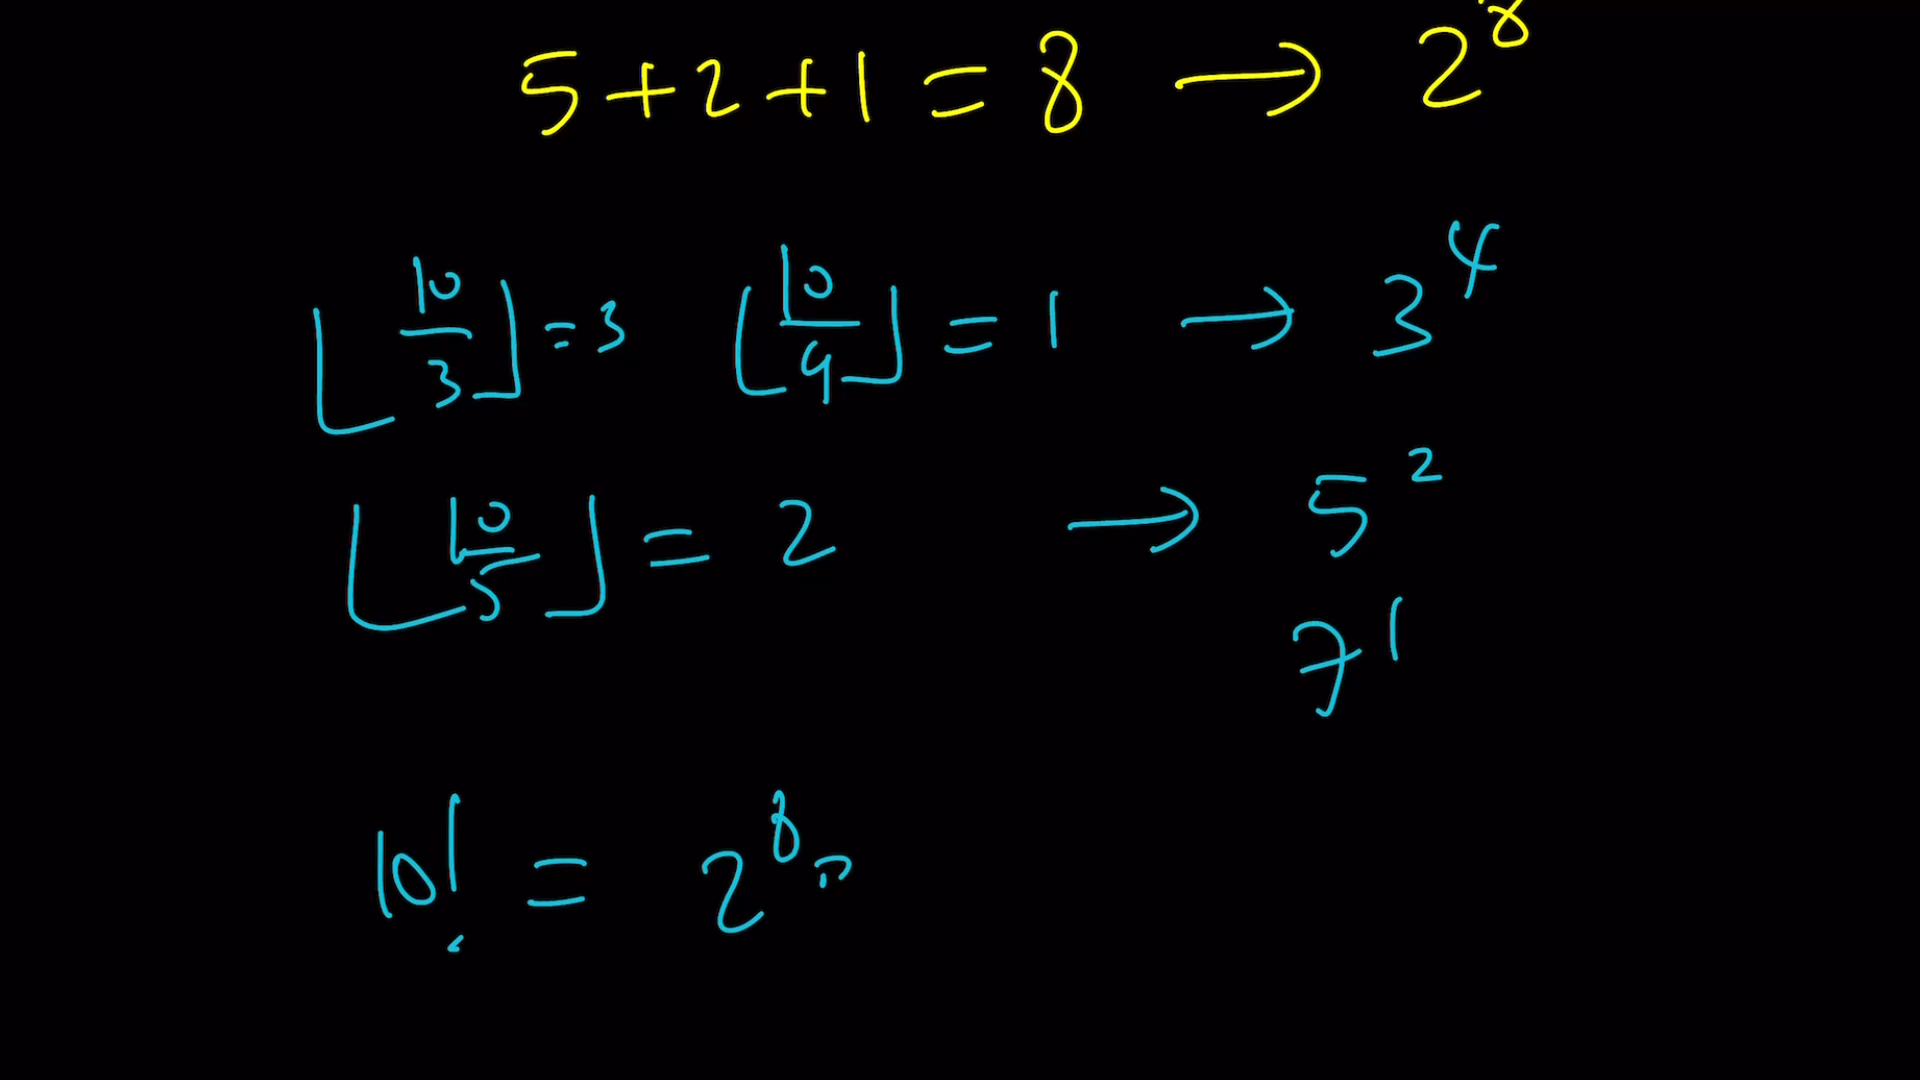 5+2+1=8 → 2^8
⌊10/3⌋=3 ⌊10/9⌋=1 → 3^4
⌊10/5⌋=2 → 5^2
7^1
10! = 2^8.